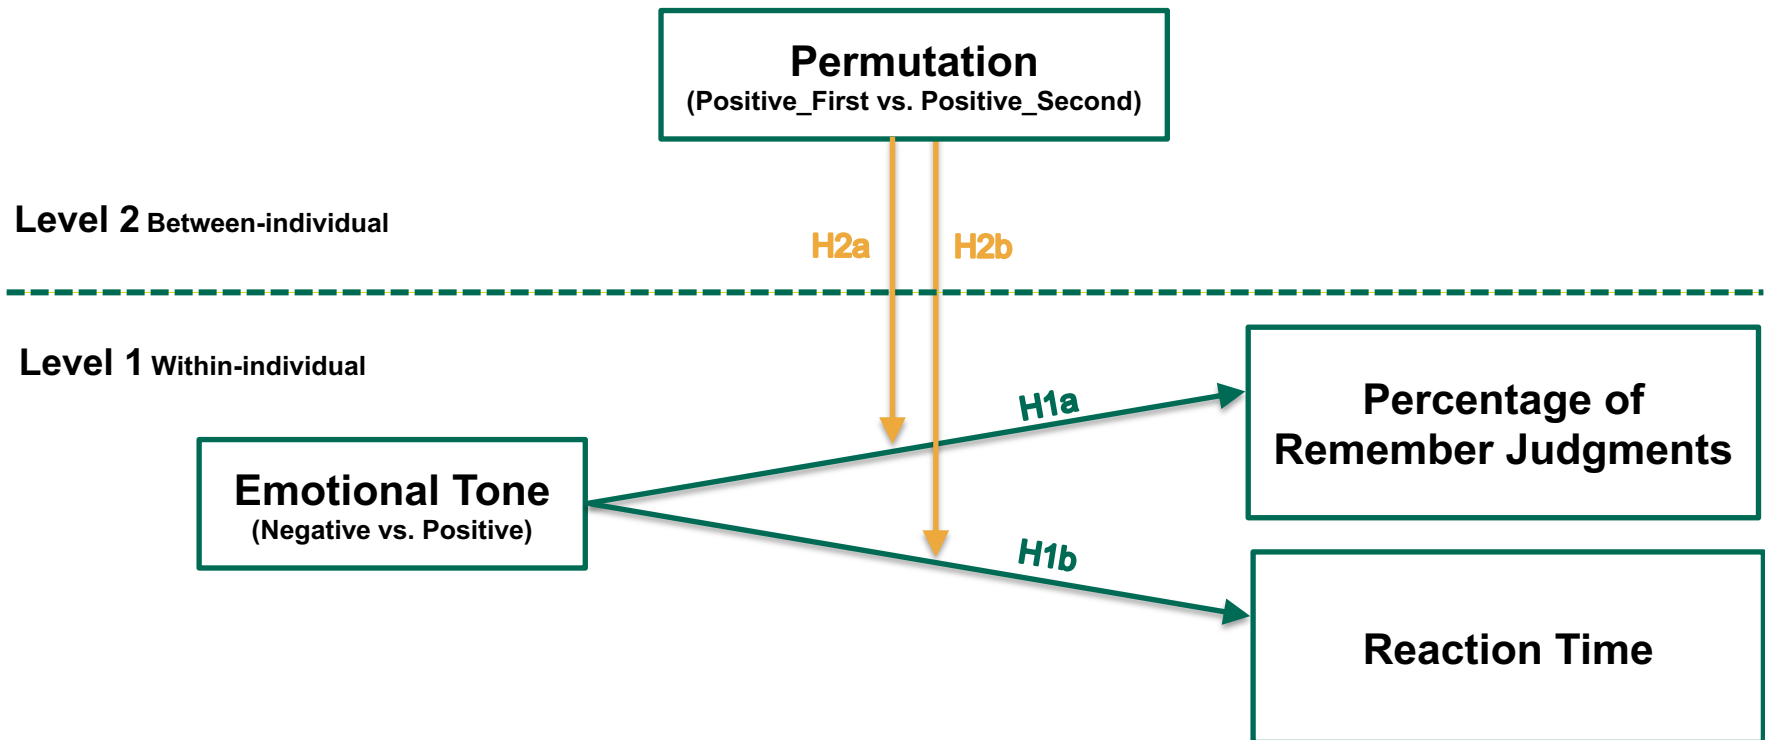 Permutation
(Positive_First vs. Positive_Second)
Level 2 Between-individual
H2a
H2b
Level 1 Within-individual
H1a
Percentage of
Remember Judgments
Emotional Tone
(Negative vs. Positive)
H1b
Reaction Time